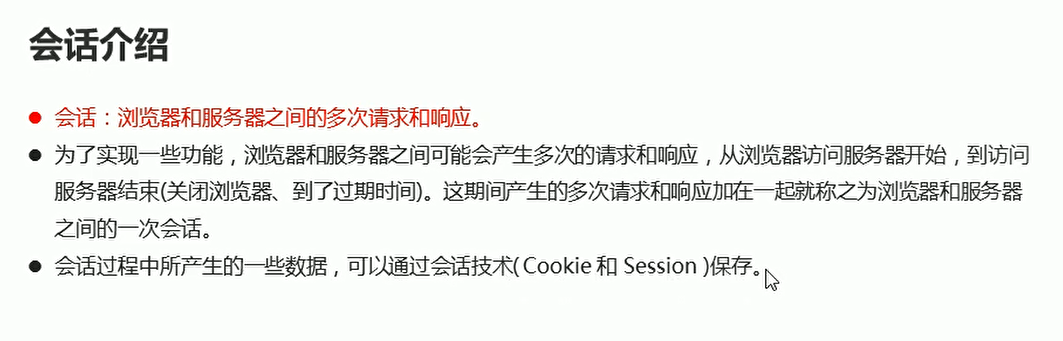 会话介绍
● 会话：浏览器和服务器之间的多次请求和响应。
● 为了实现一些功能，浏览器和服务器之间可能会产生多次的请求和响应，从浏览器访问服务器开始，到访问
服务器结束(关闭浏览器、到了过期时间)。这期间产生的多次请求和响应加在一起就称之为浏览器和服务器
之间的一次会话。
● 会话过程中所产生的一些数据，可以通过会话技术( Cookie 和 Session )保存。